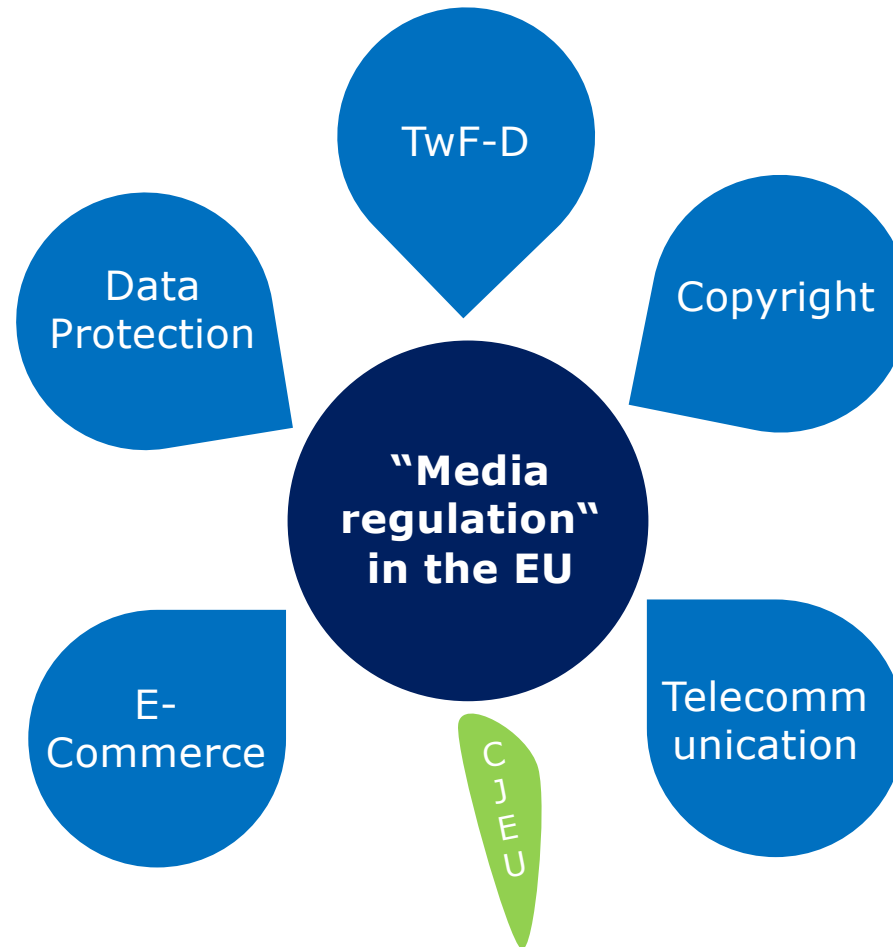 TwF-D
Data
Protection
Copyright
“Media
regulation“
in the EU
E-
Commerce
Telecomm
unication
C
J
E
U